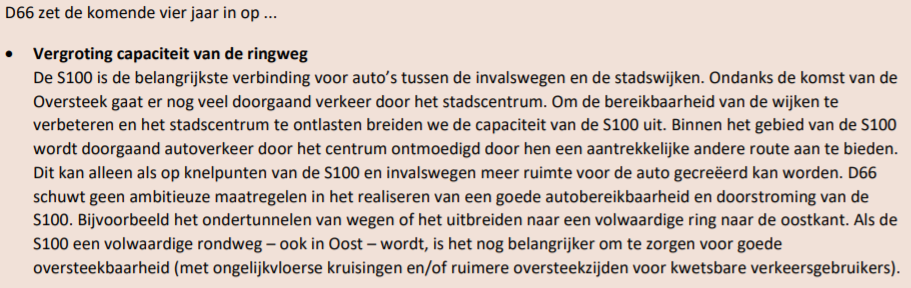 D66 zet de komende vier jaar in op ...
• Vergroting capaciteit van de ringweg
De S100 is de belangrijkste verbinding voor auto’s tussen de invalswegen en de stadswijken. Ondanks de komst van de
Oversteek gaat er nog veel doorgaand verkeer door het stadscentrum. Om de bereikbaarheid van de wijken te
verbeteren en het stadscentrum te ontlasten breiden we de capaciteit van de S100 uit. Binnen het gebied van de S100
wordt doorgaand autoverkeer door het centrum ontmoedigd door hen een aantrekkelijke andere route aan te bieden.
Dit kan alleen als op knelpunten van de S100 en invalswegen meer ruimte voor de auto gecreëerd kan worden. D66
schuwt geen ambitieuze maatregelen in het realiseren van een goede autobereikbaarheid en doorstroming van de
S100. Bijvoorbeeld het ondertunnelen van wegen of het uitbreiden naar een volwaardige ring naar de oostkant. Als de
S100 een volwaardige rondweg – ook in Oost – wordt, is het nog belangrijker om te zorgen voor goede
oversteekbaarheid (met ongelijkvloerse kruisingen en/of ruimere oversteekzijden voor kwetsbare verkeersgebruikers).